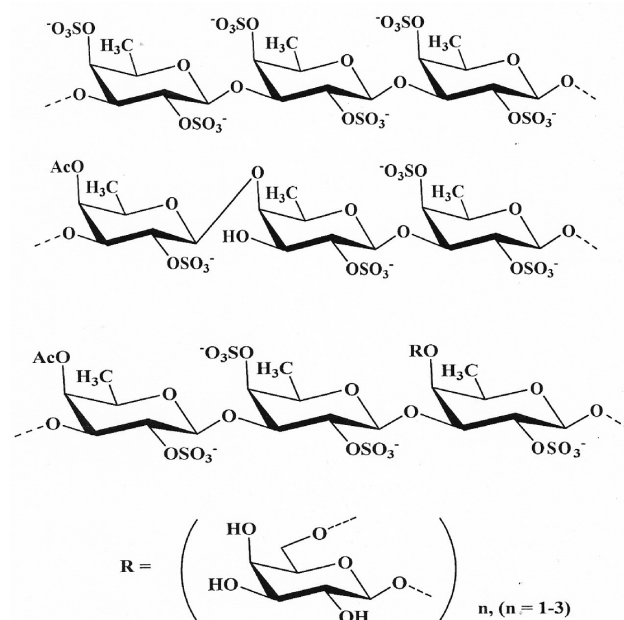 ⁻O₃SO ⁻O₃SO ⁻O₃SO
H₃C H₃C H₃C
O O O
O O O O
OSO₃⁻ OSO₃⁻ OSO₃⁻
AcO O ⁻O₃SO
H₃C H₃C H₃C
O O O
O HO O O
OSO₃⁻ OSO₃⁻ OSO₃⁻
AcO ⁻O₃SO RO
H₃C H₃C H₃C
O O O
O O O O
OSO₃⁻ OSO₃⁻ OSO₃⁻
HO O
R = O
HO O
OH
n, (n = 1-3)